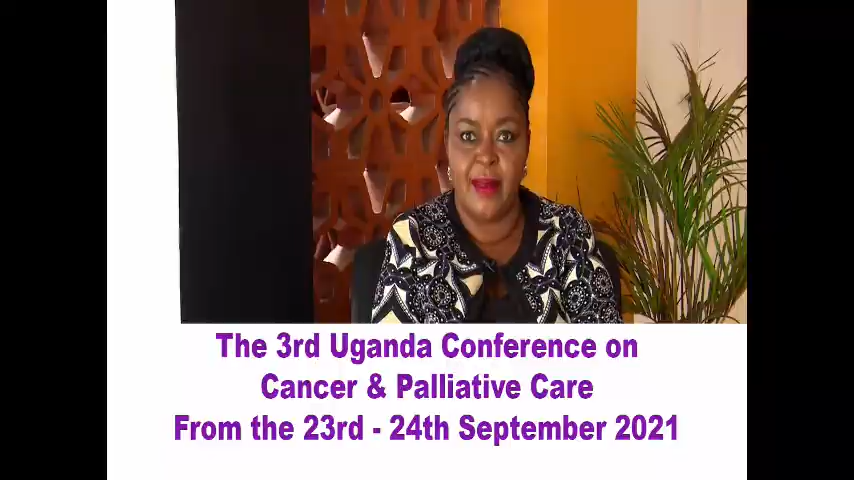 The 3rd Uganda Conference on
Cancer & Palliative Care
From the 23rd - 24th September 2021